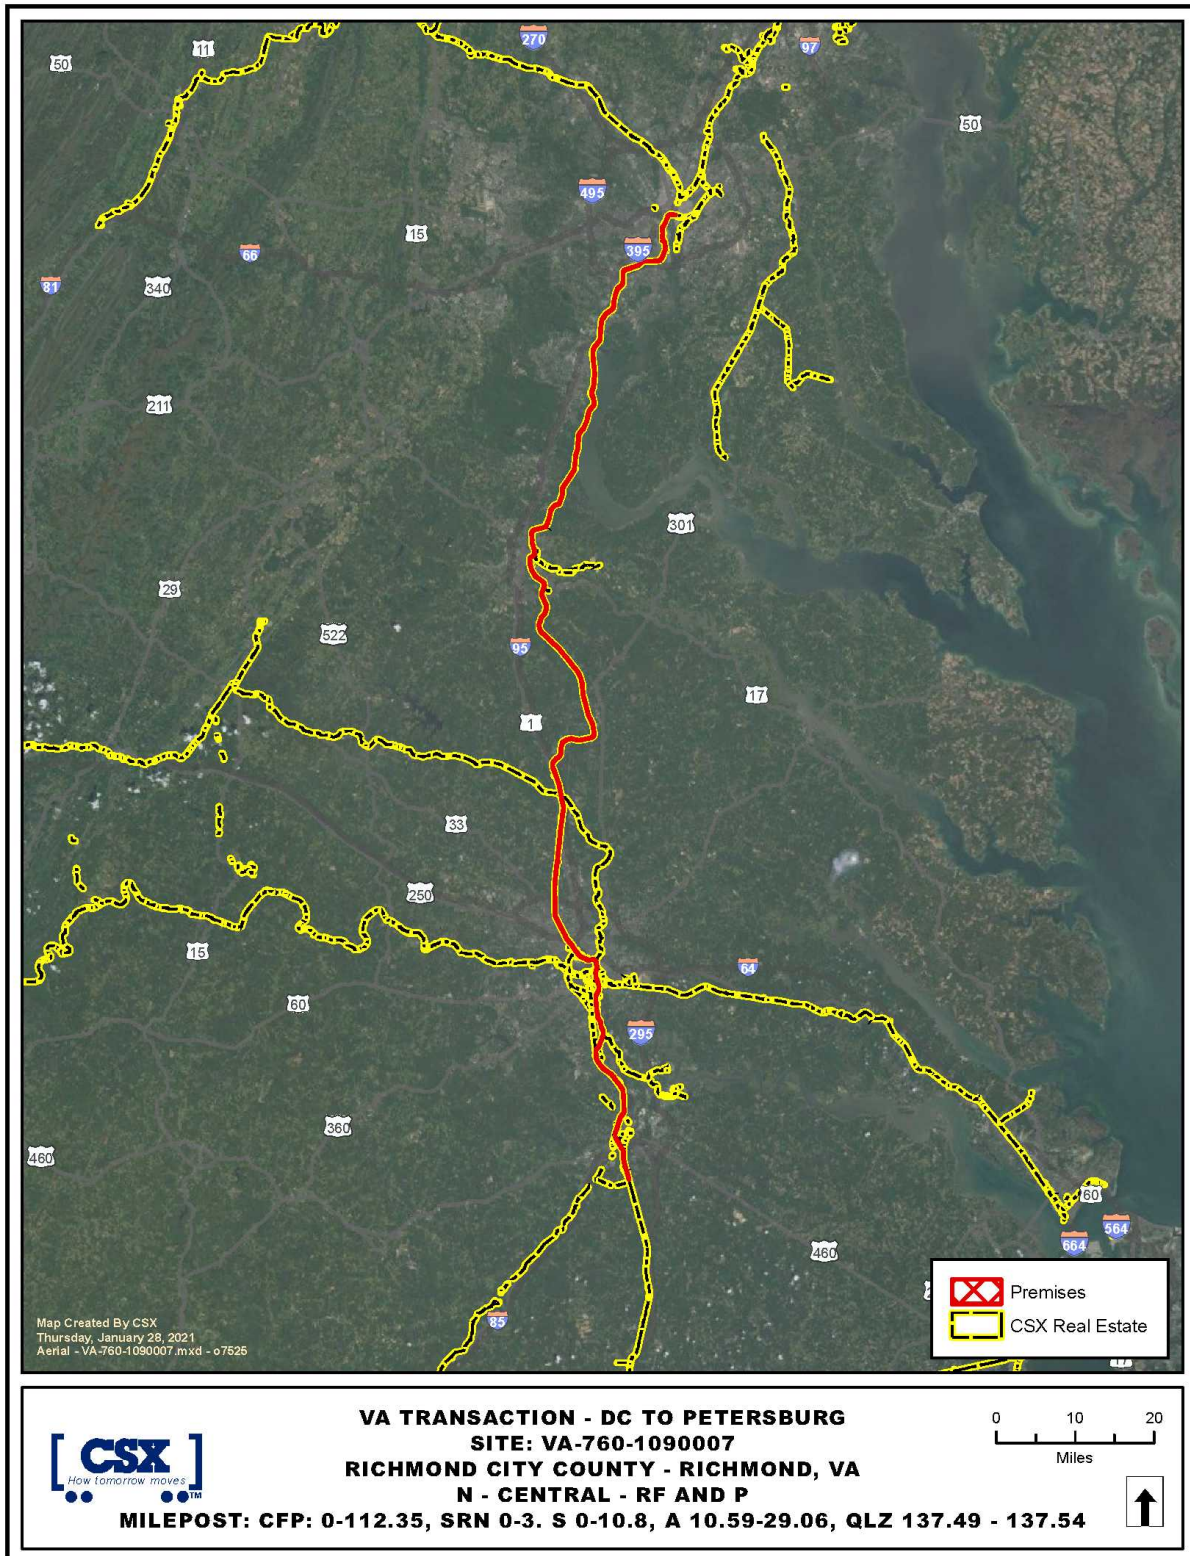 270
97
11
50
50
495
15
395
66
81
340
211
301
29
522
95
17
1
33
250
15
64
60
295
360
460
60
564
664
460
85
Premises
CSX Real Estate
Map Created By CSX
Thursday, January 28, 2021
Aerial - VA-760-1090007.mxd - o7525
CSX
How tomorrow moves
TM
VA TRANSACTION - DC TO PETERSBURG
SITE: VA-760-1090007
RICHMOND CITY COUNTY - RICHMOND, VA
N - CENTRAL - RF AND P
MILEPOST: CFP: 0-112.35, SRN 0-3. S 0-10.8, A 10.59-29.06, QLZ 137.49 - 137.54
0 10 20
Miles